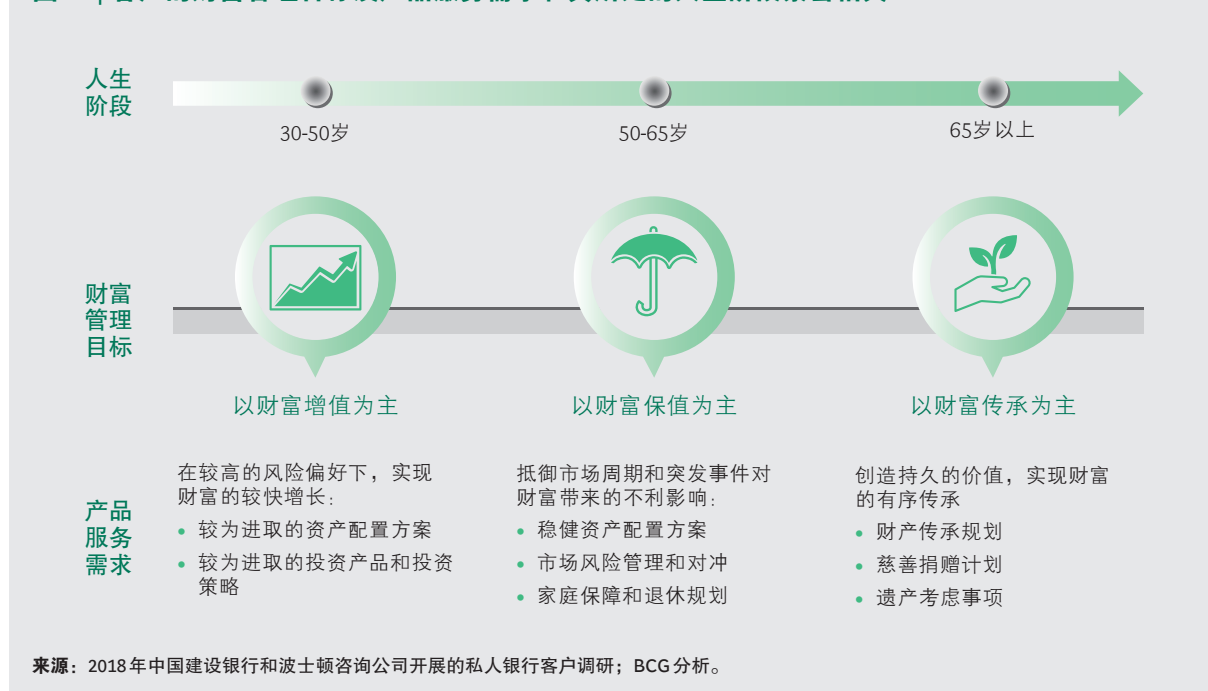 人生
阶段
30-50岁
50-65岁
65岁以上
财富
管理
目标
以财富增值为主
以财富保值为主
以财富传承为主
产品
服务
需求
在较高的风险偏好下，实现
财富的较快增长：
• 较为进取的资产配置方案
• 较为进取的投资产品和投资
策略
抵御市场周期和突发事件对
财富带来的不利影响：
• 稳健资产配置方案
• 市场风险管理和对冲
• 家庭保障和退休规划
创造持久的价值，实现财富
的有序传承
• 财产传承规划
• 慈善捐赠计划
• 遗产考虑事项
来源：2018年中国建设银行和波士顿咨询公司开展的私人银行客户调研；BCG分析。